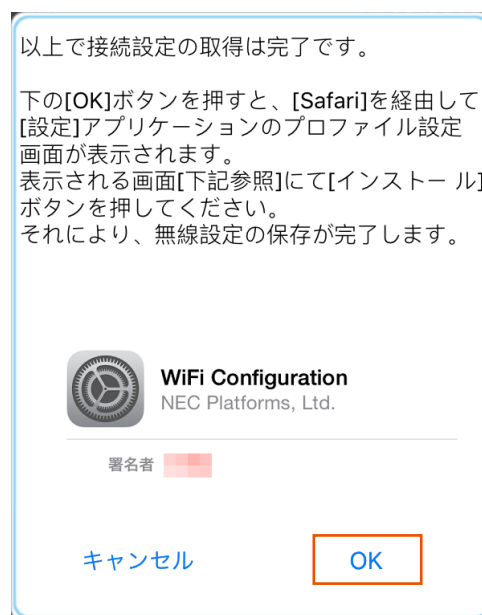 以上で接続設定の取得は完了です。
下の[OK]ボタンを押すと、[Safari]を経由して
[設定]アプリケーションのプロファイル設定
画面が表示されます。
表示される画面[下記参照]にて[インストー ル]
ボタンを押してください。
それにより、無線設定の保存が完了します。
WiFi Configuration
NEC Platforms, Ltd.
署名者
キャンセル OK